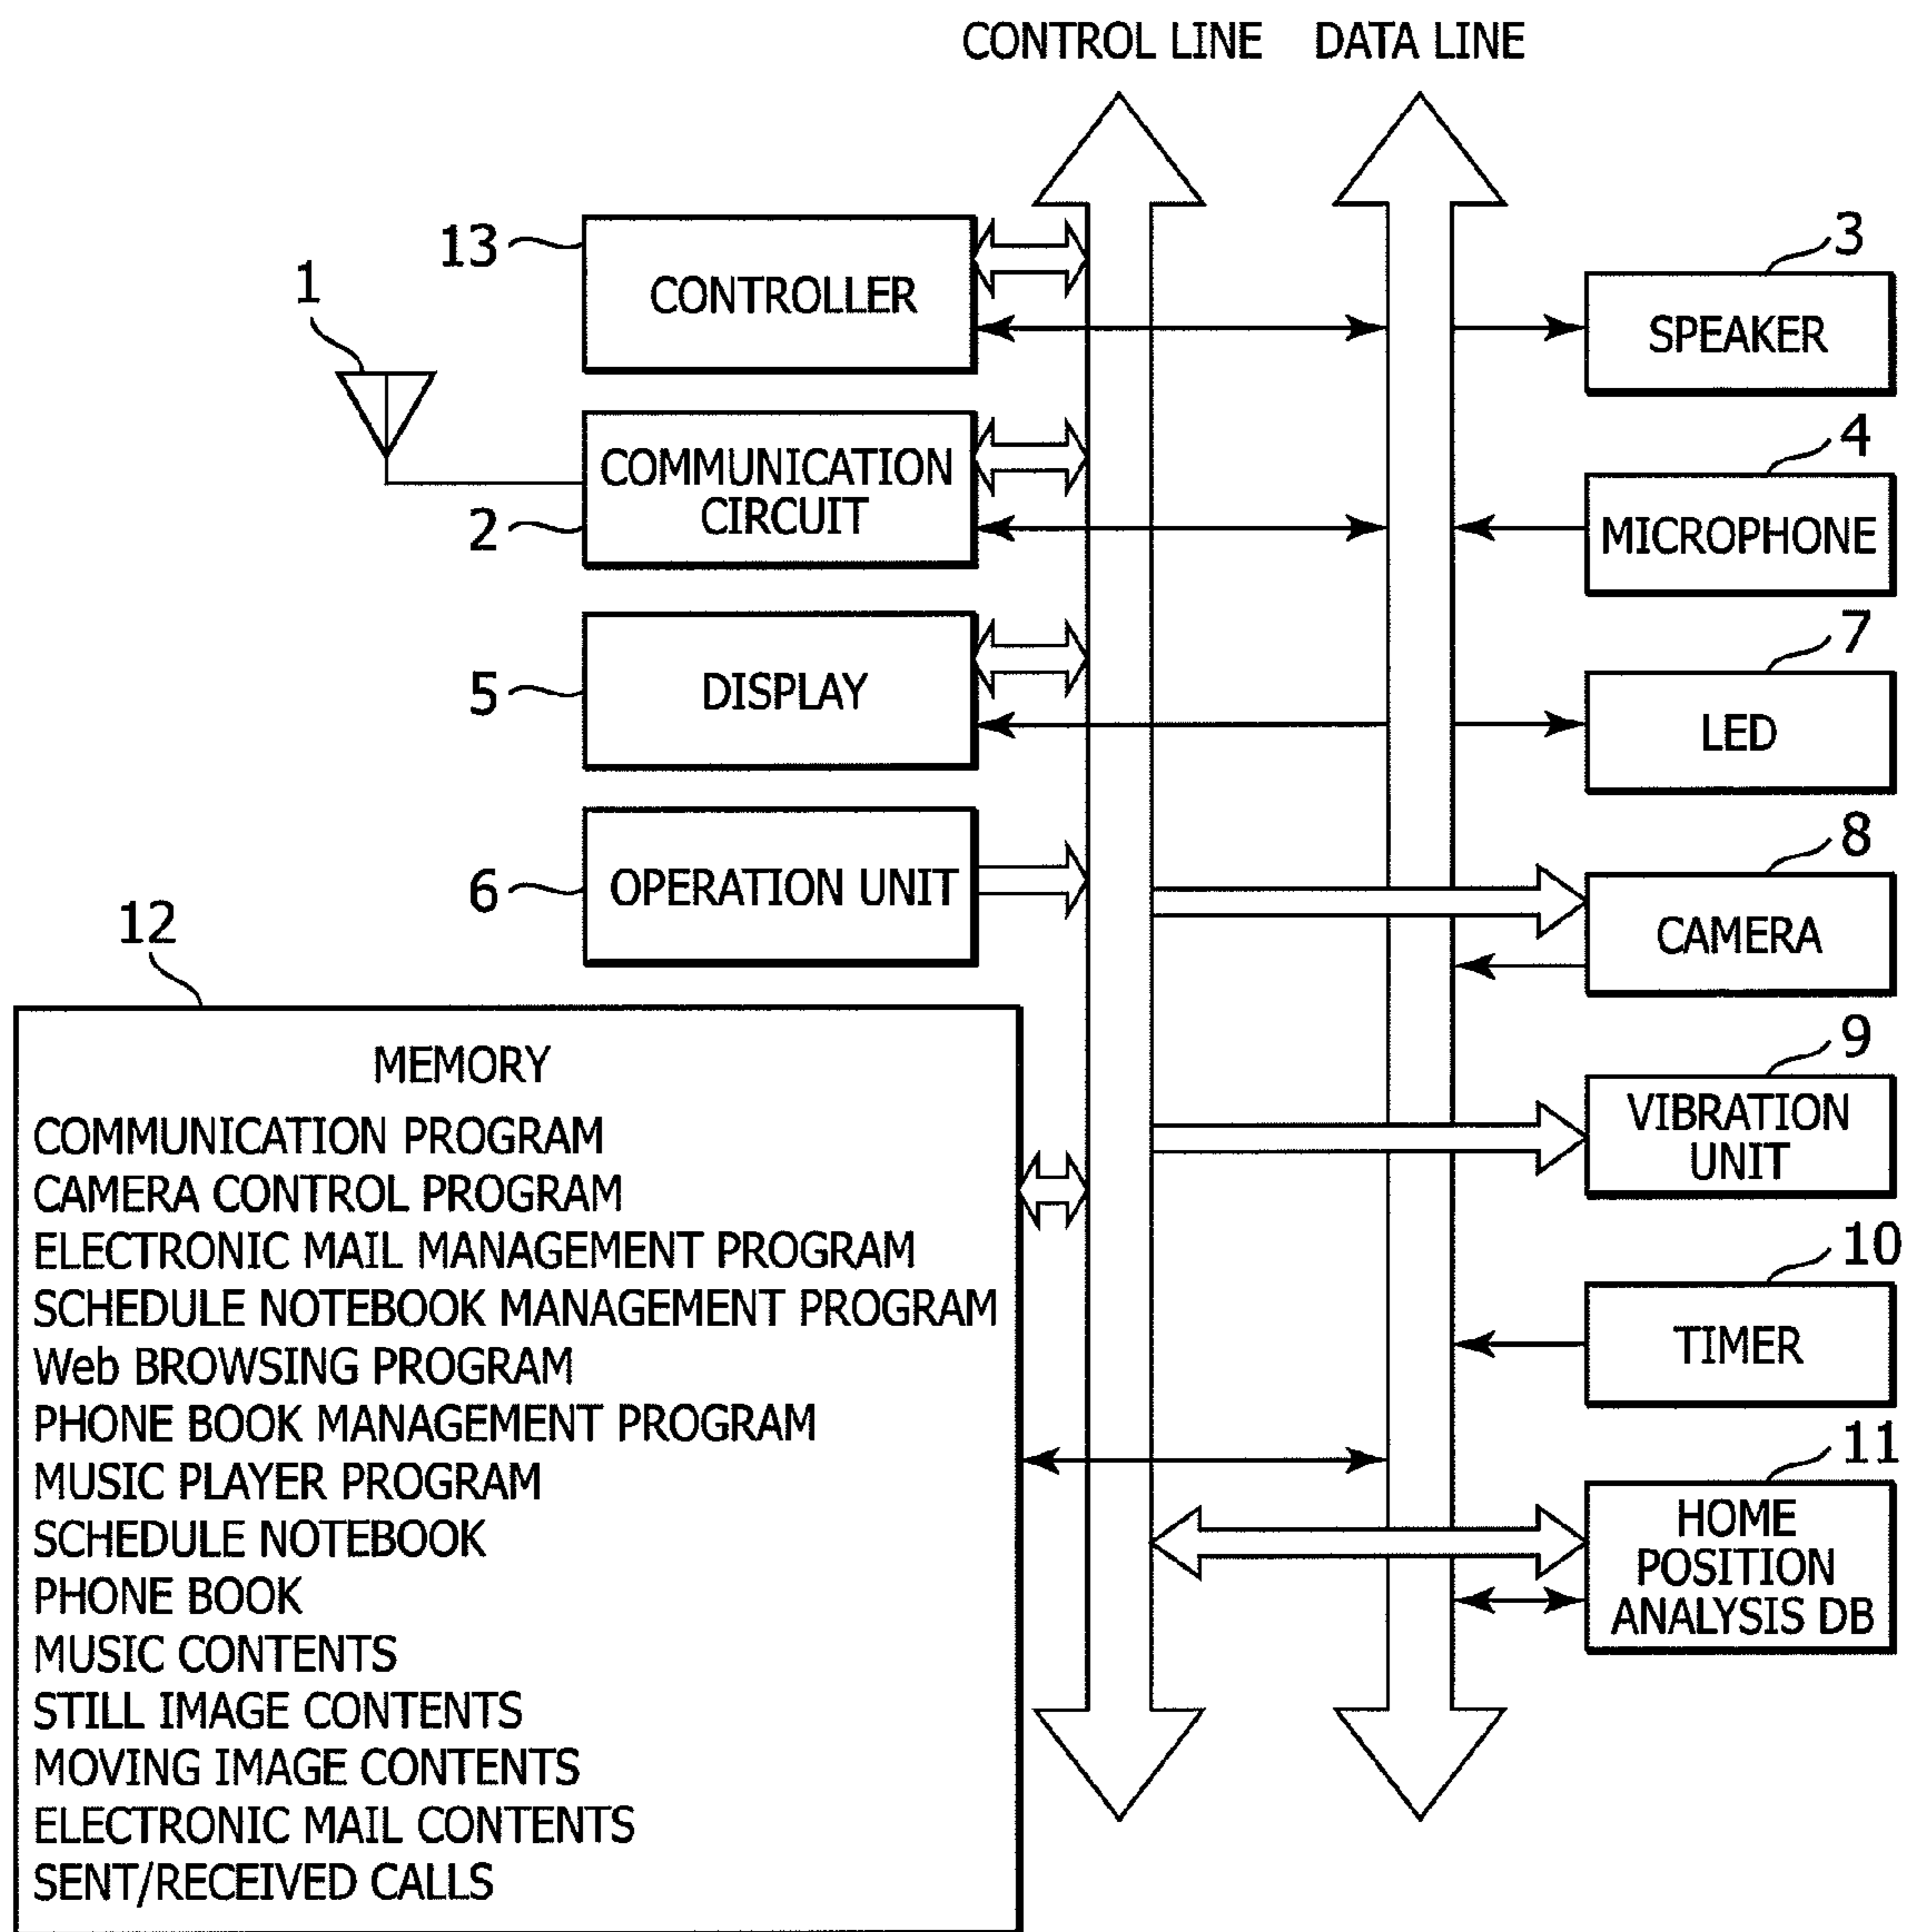 CONTROL LINE
DATA LINE
13
CONTROLLER
1
COMMUNICATION
CIRCUIT
2
5
DISPLAY
6
OPERATION UNIT
3
SPEAKER
4
MICROPHONE
7
LED
8
CAMERA
9
VIBRATION
UNIT
10
TIMER
11
HOME
POSITION
ANALYSIS DB
12
MEMORY
COMMUNICATION PROGRAM
CAMERA CONTROL PROGRAM
ELECTRONIC MAIL MANAGEMENT PROGRAM
SCHEDULE NOTEBOOK MANAGEMENT PROGRAM
Web BROWSING PROGRAM
PHONE BOOK MANAGEMENT PROGRAM
MUSIC PLAYER PROGRAM
SCHEDULE NOTEBOOK
PHONE BOOK
MUSIC CONTENTS
STILL IMAGE CONTENTS
MOVING IMAGE CONTENTS
ELECTRONIC MAIL CONTENTS
SENT/RECEIVED CALLS